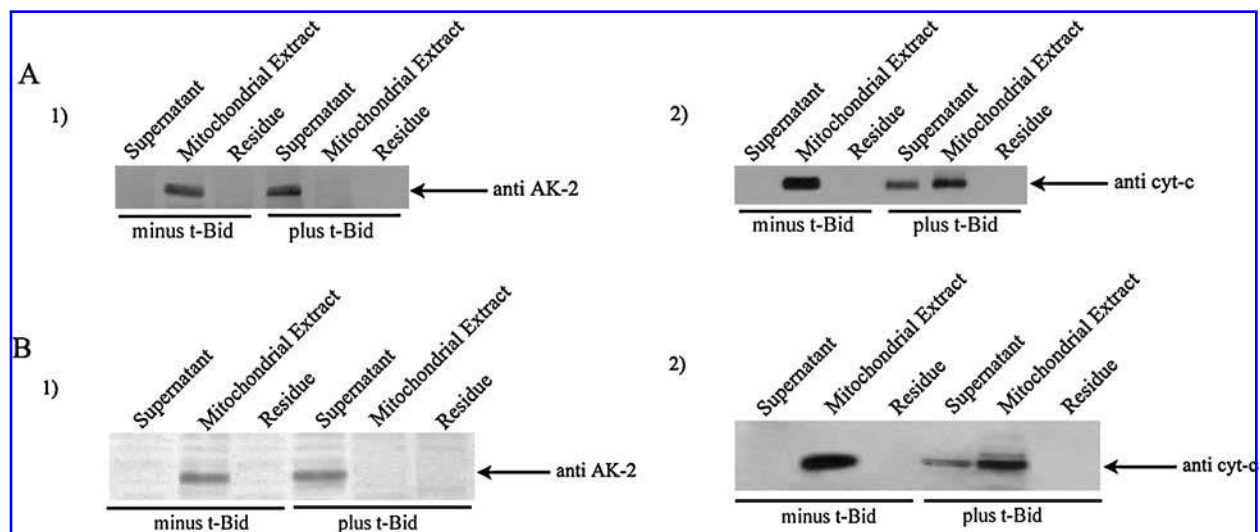 A
1)
Supernatant
Mitochondrial Extract
Residue
Supernatant
Mitochondrial Extract
Residue
anti AK-2
minus t-Bid
plus t-Bid
2)
Supernatant
Mitochondrial Extract
Residue
Supernatant
Mitochondrial Extract
Residue
anti cyt-c
minus t-Bid
plus t-Bid
B
1)
Supernatant
Mitochondrial Extract
Residue
Supernatant
Mitochondrial Extract
Residue
anti AK-2
minus t-Bid
plus t-Bid
2)
Supernatant
Mitochondrial Extract
Residue
Supernatant
Mitochondrial Extract
Residue
anti cyt-c
minus t-Bid
plus t-Bid